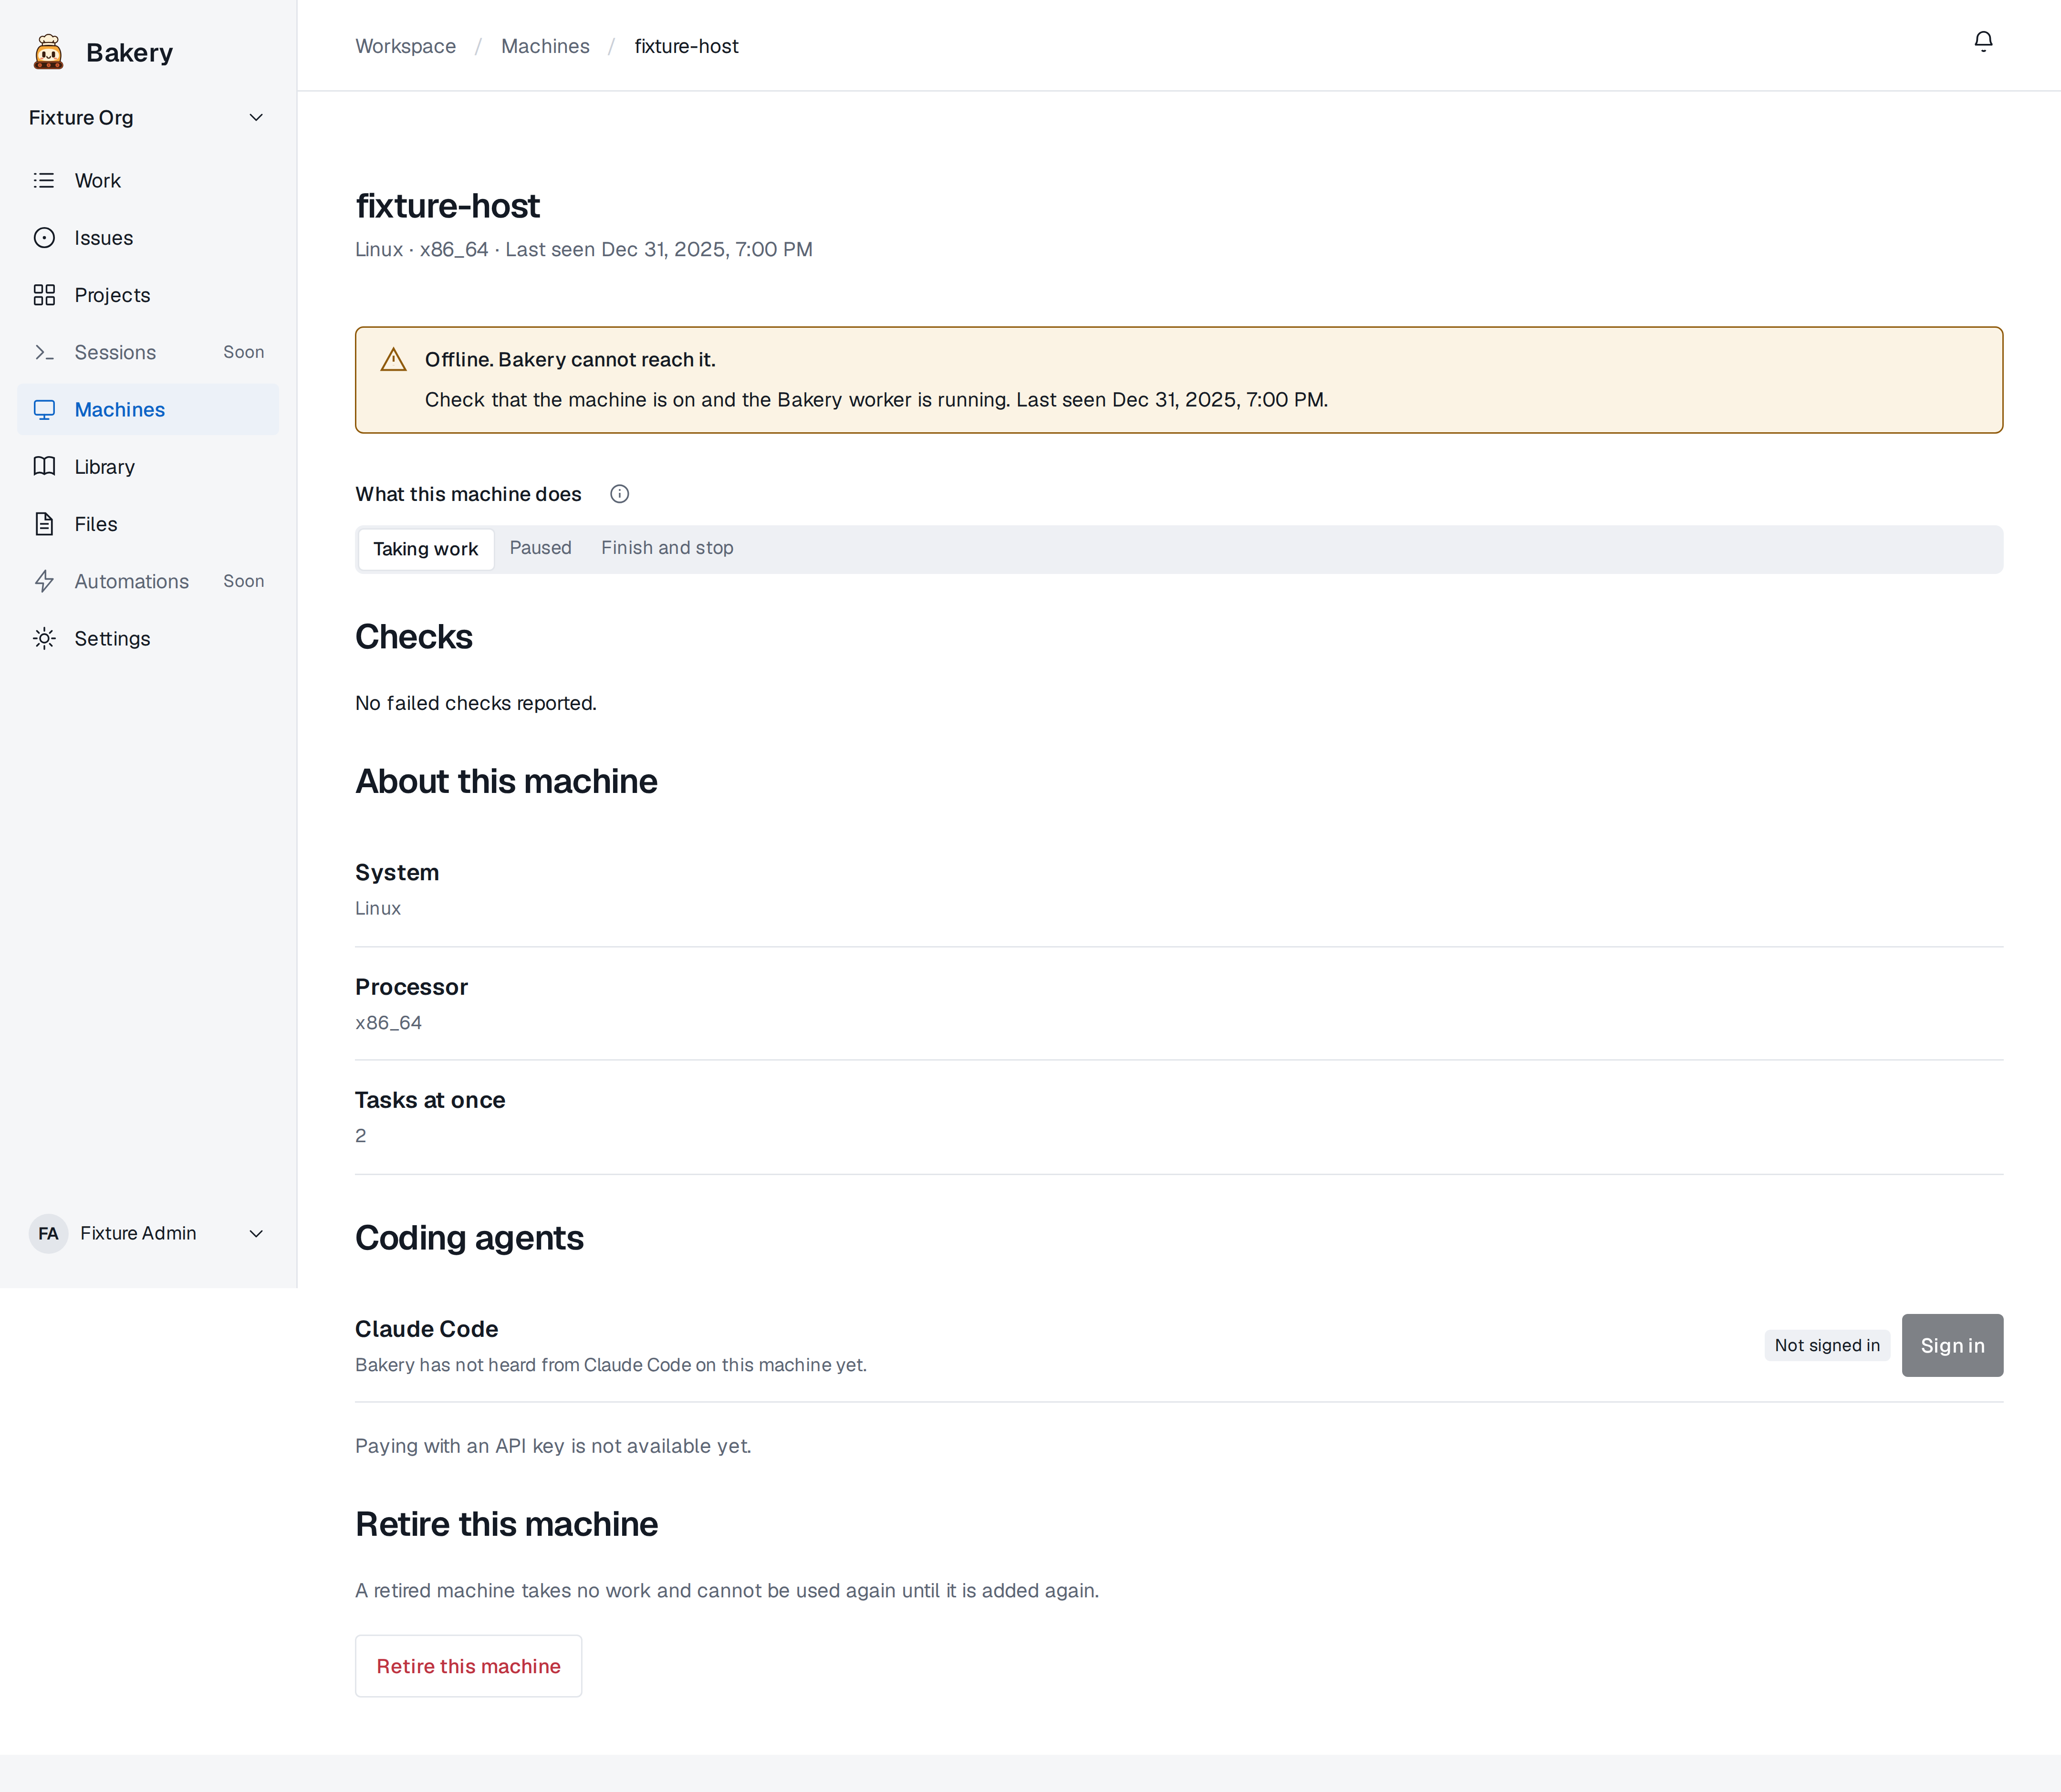 Bakery
Fixture Org
Work
Issues
Projects
Sessions Soon
Machines
Library
Files
Automations Soon
Settings
FA Fixture Admin
Workspace / Machines / fixture-host
fixture-host
Linux · x86_64 · Last seen Dec 31, 2025, 7:00 PM
Offline. Bakery cannot reach it.
Check that the machine is on and the Bakery worker is running. Last seen Dec 31, 2025, 7:00 PM.
What this machine does
Taking work Paused Finish and stop
Checks
No failed checks reported.
About this machine
System
Linux
Processor
x86_64
Tasks at once
2
Coding agents
Claude Code
Bakery has not heard from Claude Code on this machine yet.
Not signed in Sign in
Paying with an API key is not available yet.
Retire this machine
A retired machine takes no work and cannot be used again until it is added again.
Retire this machine